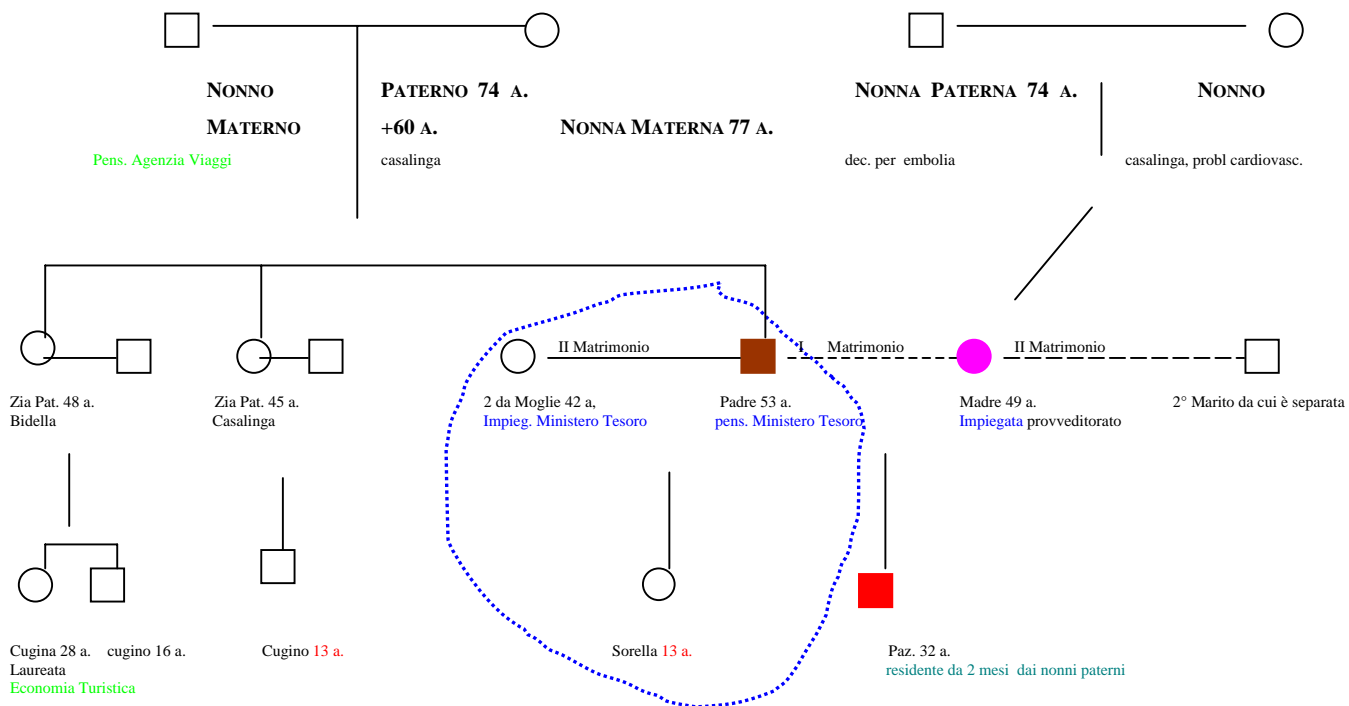 NONNO PATERNO 74 A. NONNA PATERNA 74 A. NONNO
MATERNO +60 A. NONNA MATERNA 77 A.
Pens. Agenzia Viaggi casalinga dec. per embolia casalinga, probl cardiovasc.
II Matrimonio I Matrimonio II Matrimonio
Zia Pat. 48 a. Zia Pat. 45 a. 2 da Moglie 42 a, Padre 53 a. Madre 49 a. 2° Marito da cui è separata
Bidella Casalinga Impieg. Ministero Tesoro pens. Ministero Tesoro Impiegata provveditorato
Cugina 28 a. cugino 16 a. Cugino 13 a. Sorella 13 a. Paz. 32 a.
Laureata residente da 2 mesi dai nonni paterni
Economia Turistica